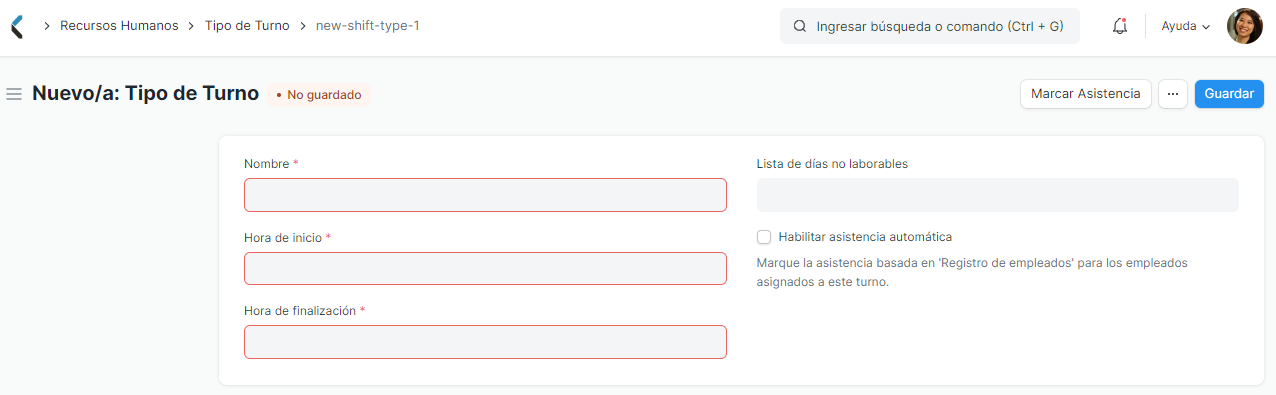 Recursos Humanos
Tipo de Turno
new-shift-type-1
Ingresar búsqueda o comando (Ctrl + G)
Ayuda
Nuevo/a: Tipo de Turno
• No guardado
Marcar Asistencia
···
Guardar
Nombre *
Hora de inicio *
Hora de finalización *
Lista de días no laborables
Habilitar asistencia automática
Marque la asistencia basada en 'Registro de empleados' para los empleados
asignados a este turno.